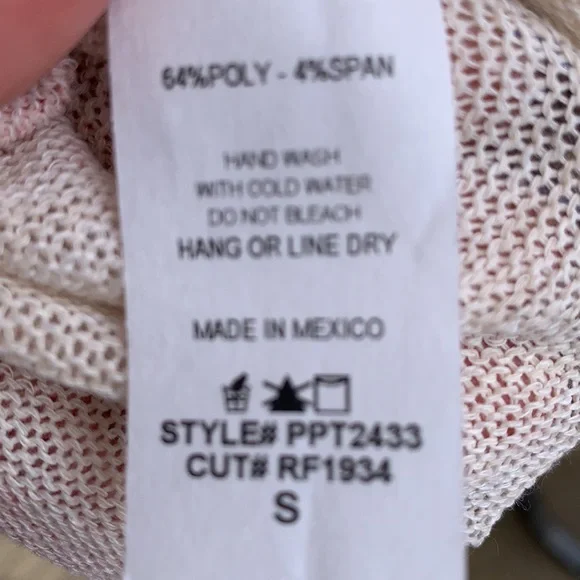 64%POLY - 4%SPAN
HAND WASH
WITH COLD WATER
DO NOT BLEACH
HANG OR LINE DRY
MADE IN MEXICO
STYLE# PPT2433
CUT# RF1934
S